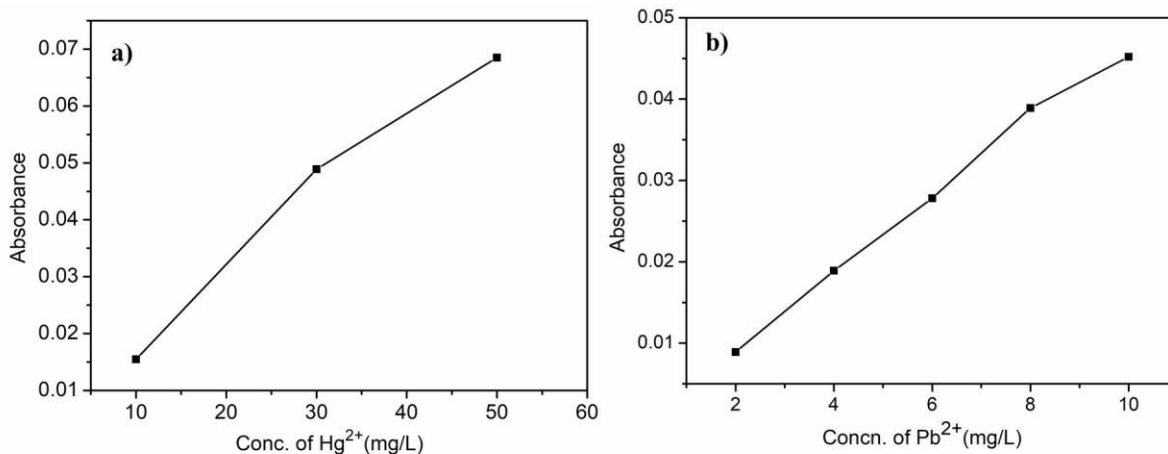 a)
0.07
0.06
0.05
0.04
0.03
0.02
0.01
Absorbance
10 20 30 40 50 60
Conc. of Hg²⁺(mg/L)
b)
0.05
0.04
0.03
0.02
0.01
Absorbance
2 4 6 8 10
Concn. of Pb²⁺(mg/L)